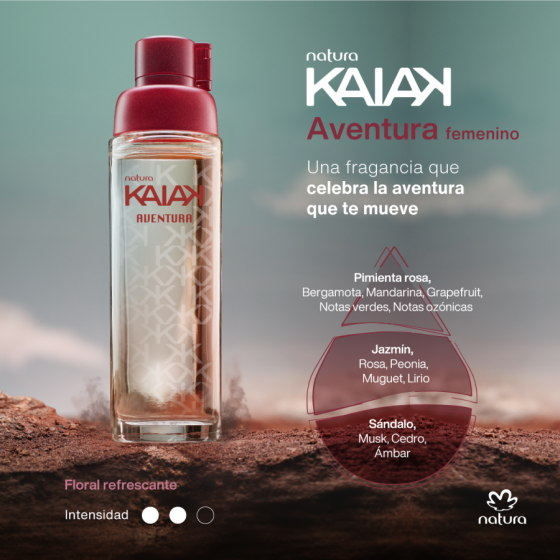 natura
KAIAK
Aventura femenino
Una fragancia que
celebra la aventura
que te mueve
natura
KAIAK
AVENTURA
Pimienta rosa,
Bergamota, Mandarina, Grapefruit,
Notas verdes, Notas ozónicas
Jazmín,
Rosa, Peonia,
Muguet, Lirio
Sándalo,
Musk, Cedro,
Ámbar
Floral refrescante
Intensidad
natura